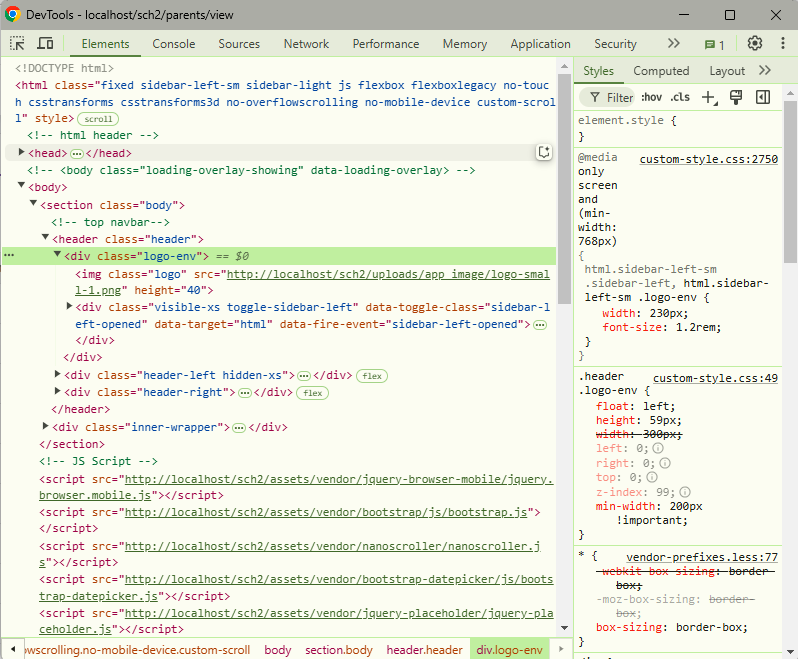 DevTools - localhost/sch2/parents/view
Elements Console Sources Network Performance Memory Application Security 1
<!DOCTYPE html>
<html class="fixed sidebar-left-sm sidebar-light js flexbox flexboxlegacy no-touc
h csstransforms csstransforms3d no-overflowscrolling no-mobile-device custom-scrol
l" style> scroll
<!-- html header -->
<head> … </head>
<!-- <body class="loading-overlay-showing" data-loading-overlay> -->
<body>
<section class="body">
<!-- top navbar-->
<header class="header">
<div class="logo-env"> == $0
<img class="logo" src="http://localhost/sch2/uploads/app_image/logo-smal
l-1.png" height="40">
<div class="visible-xs toggle-sidebar-left" data-toggle-class="sidebar-l
eft-opened" data-target="html" data-fire-event="sidebar-left-opened"> …
</div>
</div>
<div class="header-left hidden-xs"> … </div> flex
<div class="header-right"> … </div> flex
</header>
<div class="inner-wrapper"> … </div>
</section>
<!-- JS Script -->
<script src="http://localhost/sch2/assets/vendor/jquery-browser-mobile/jquery.
browser.mobile.js"></script>
<script src="http://localhost/sch2/assets/vendor/bootstrap/js/bootstrap.js">
</script>
<script src="http://localhost/sch2/assets/vendor/nanoscroller/nanoscroller.j
s"></script>
<script src="http://localhost/sch2/assets/vendor/bootstrap-datepicker/js/boots
trap-datepicker.js"></script>
<script src="http://localhost/sch2/assets/vendor/jquery-placeholder/jquery-pla
ceholder.js"></script>
owscrolling.no-mobile-device.custom-scroll body section.body header.header div.logo-env
Styles Computed Layout
Filter :hov .cls
element.style {
}
@media custom-style.css:2750
only
screen
and
(min-
width:
768px)
{
html.sidebar-left-sm
.sidebar-left, html.sidebar-
left-sm .logo-env {
width: 230px;
font-size: 1.2rem;
}
}
.header custom-style.css:49
.logo-env {
float: left;
height: 59px;
width: 300px;
left: 0;
right: 0;
top: 0;
z-index: 99;
min-width: 200px
!important;
}
* { vendor-prefixes.less:77
-webkit-box-sizing: border-
box;
-moz-box-sizing: border-
box;
box-sizing: border-box;
}